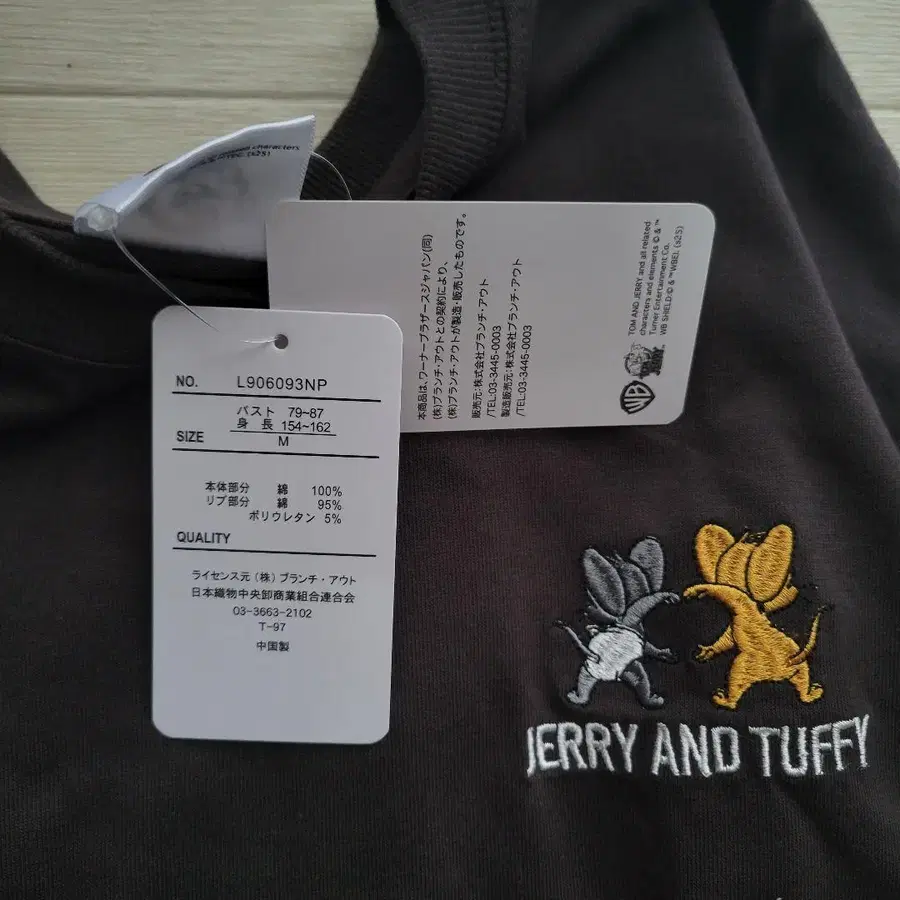 characters
(s25)
本商品は、ワーナーブラザースジャパン(同)
(株)ブランチ・アウトとの契約により、
(株)ブランチ・アウトが製造・販売したものです。
販売元:株式会社ブランチ・アウト
/TEL:03-3445-0003
製造販売元:株式会社ブランチ・アウト
/TEL:03-3445-0003
TOM AND JERRY and all related
characters and elements © & ™
Turner Entertainment Co.
WB SHIELD: © & ™WBEI. (s25)
WB
NO. L906093NP
バスト 79~87
身長 154~162
SIZE M
本体部分 綿 100%
リブ部分 綿 95%
ポリウレタン 5%
QUALITY
ライセンス元(株)ブランチ・アウト
日本織物中央卸商業組合連合会
03-3663-2102
T-97
中国製
JERRY AND TUFFY